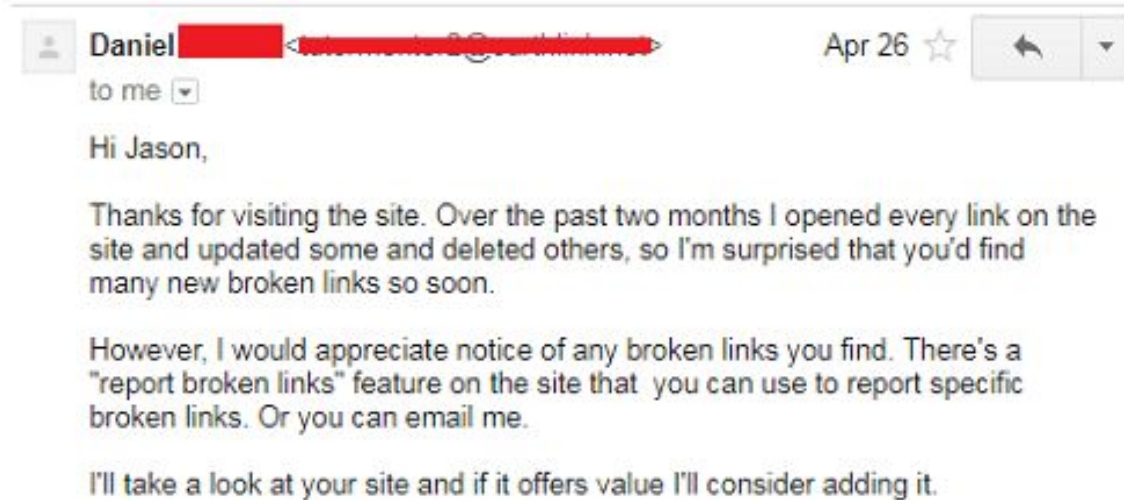 Daniel
Apr 26
to me
Hi Jason,
Thanks for visiting the site. Over the past two months I opened every link on the
site and updated some and deleted others, so I'm surprised that you'd find
many new broken links so soon.
However, I would appreciate notice of any broken links you find. There's a
"report broken links" feature on the site that  you can use to report specific
broken links. Or you can email me.
I'll take a look at your site and if it offers value I'll consider adding it.